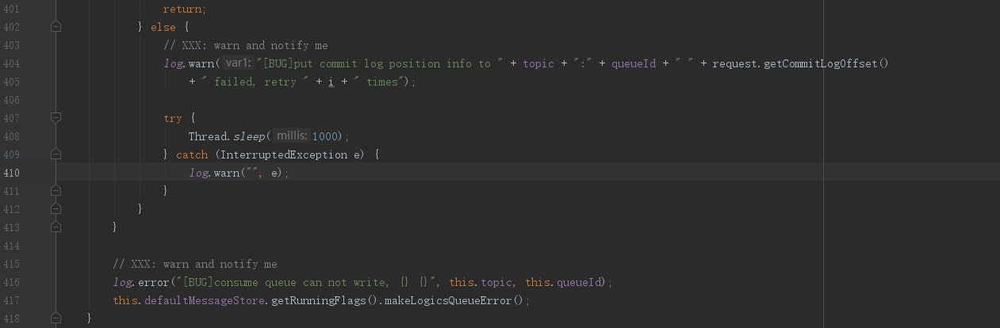 401 return;
402 } else {
403 // XXX: warn and notify me
404 log.warn( var1: "[BUG]put commit log position info to " + topic + ":" + queueId + " " + request.getCommitLogOffset()
405 + " failed, retry " + i + " times");
406
407 try {
408 Thread.sleep( millis: 1000);
409 } catch (InterruptedException e) {
410 log.warn("", e);
411 }
412 }
413 }
414
415 // XXX: warn and notify me
416 log.error("[BUG]consume queue can not write, {} {}", this.topic, this.queueId);
417 this.defaultMessageStore.getRunningFlags().makeLogicsQueueError();
418 }